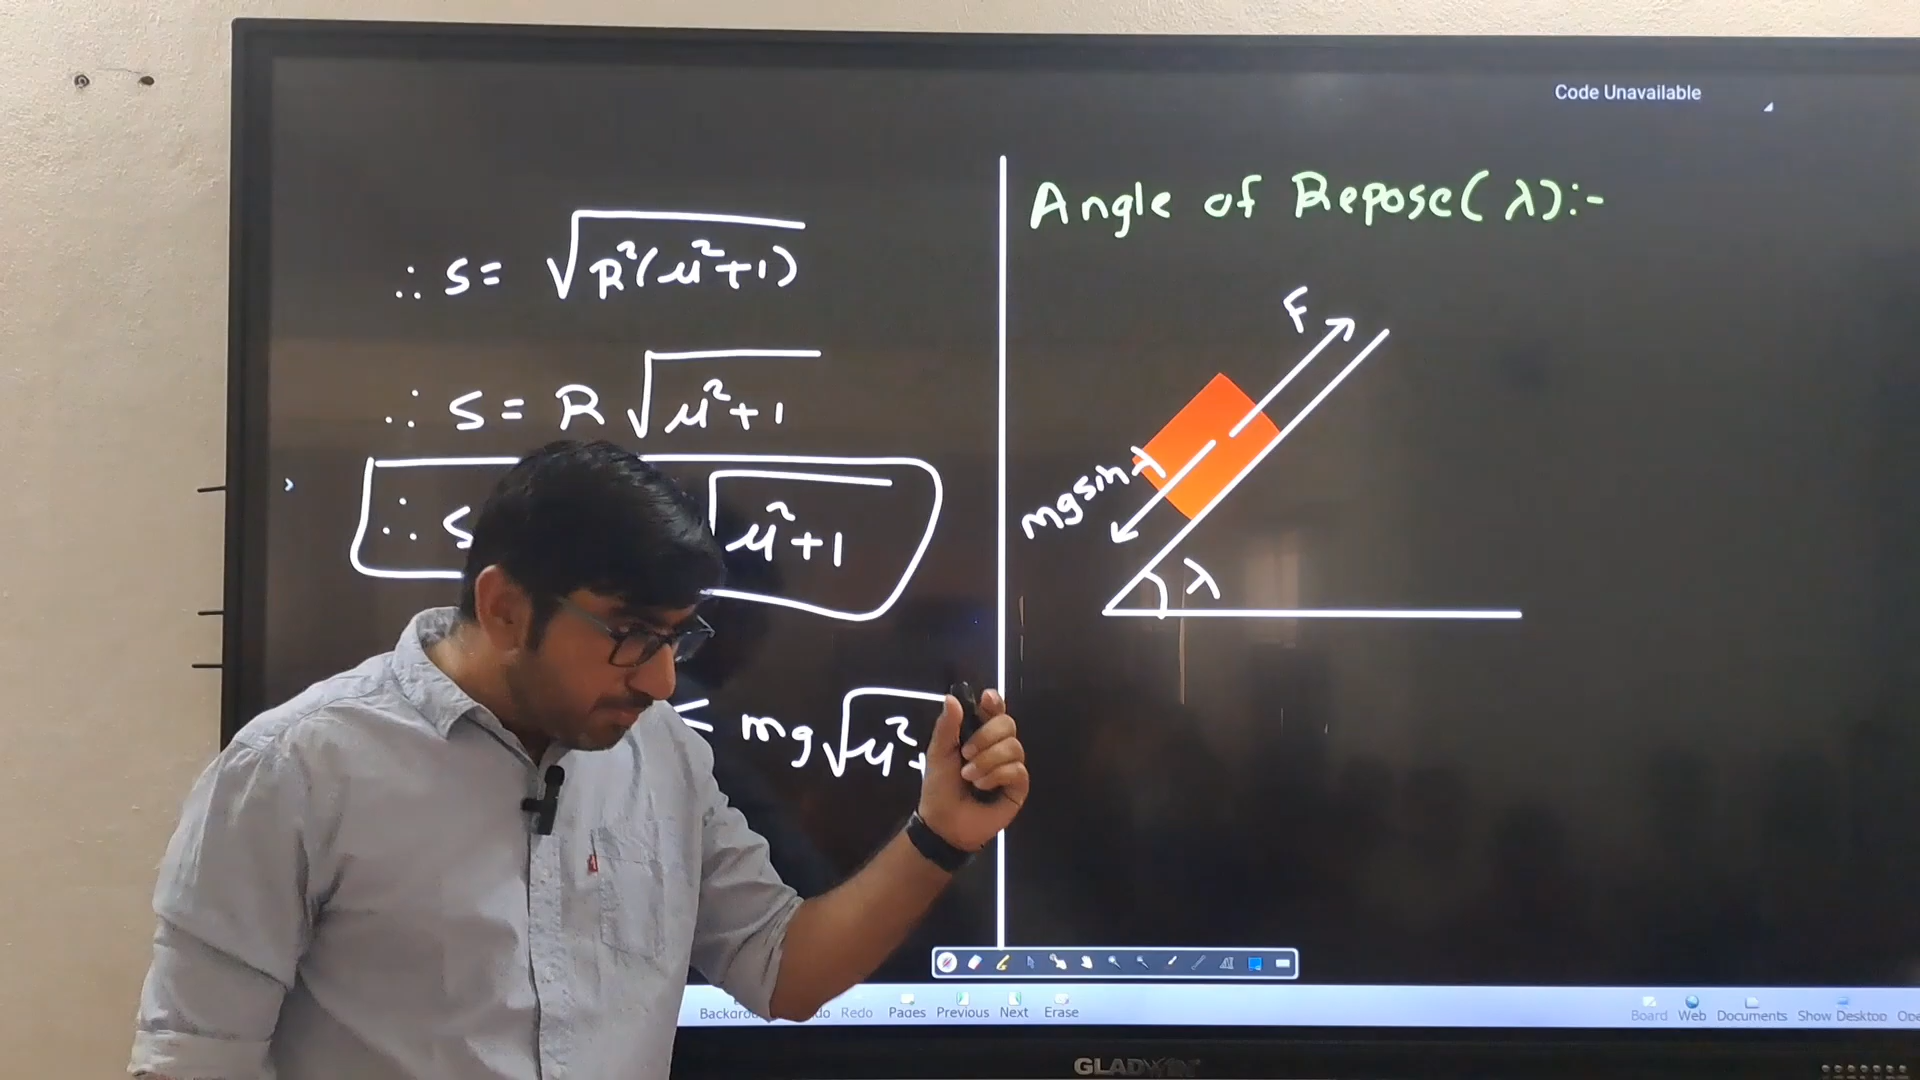 Code Unavailable
∴ S = √R²(μ²+1)
∴ S = R √μ²+1
∴ S √μ²+1
≤ mg√μ²+
Angle of Repose(λ):-
F
mg sin λ
λ
Redo Pages Previous Next Erase
Board Web Documents Show Desktop
GLADWIN